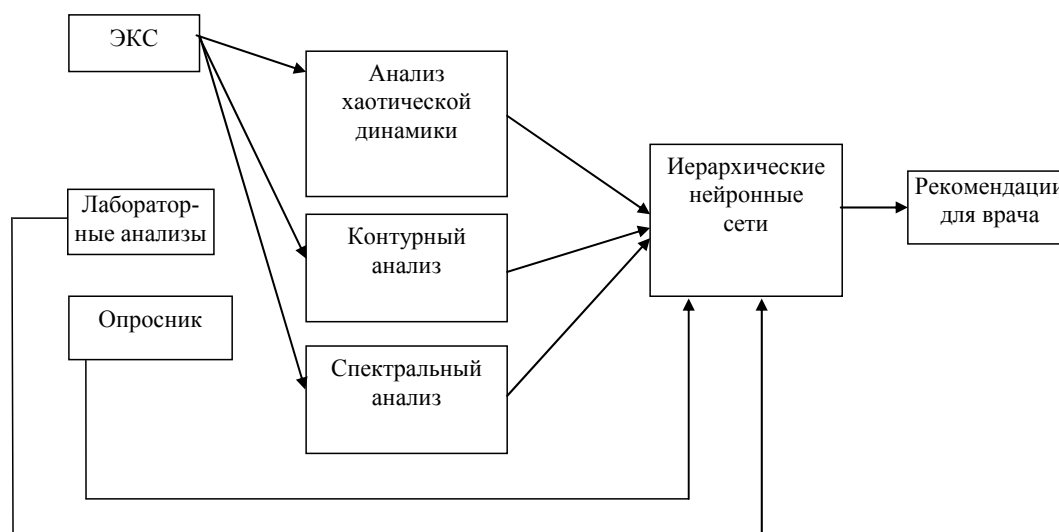 ЭКС
Анализ
хаотической
динамики
Иерархические
нейронные
сети
Рекомендации
для врача
Лаборатор-
ные анализы
Контурный
анализ
Опросник
Спектральный
анализ